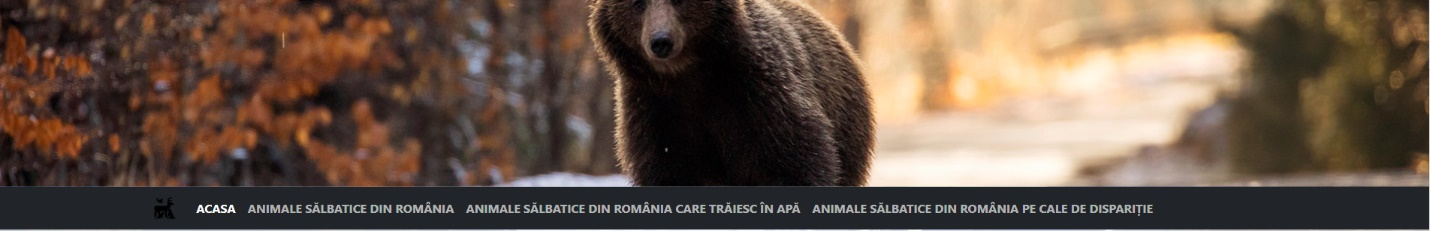 ACASA ANIMALE SĂLBATICE DIN ROMÂNIA ANIMALE SĂLBATICE DIN ROMÂNIA CARE TRĂIESC ÎN APĂ ANIMALE SĂLBATICE DIN ROMÂNIA PE CALE DE DISPARIȚIE